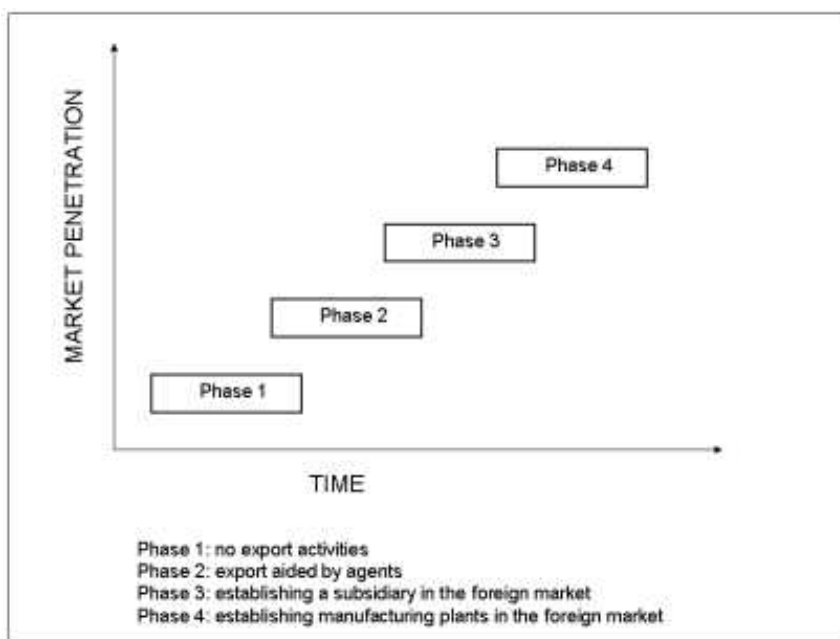 MARKET PENETRATION
Phase 4
Phase 3
Phase 2
Phase 1
TIME
Phase 1: no export activities
Phase 2: export aided by agents
Phase 3: establishing a subsidiary in the foreign market
Phase 4: establishing manufacturing plants in the foreign market